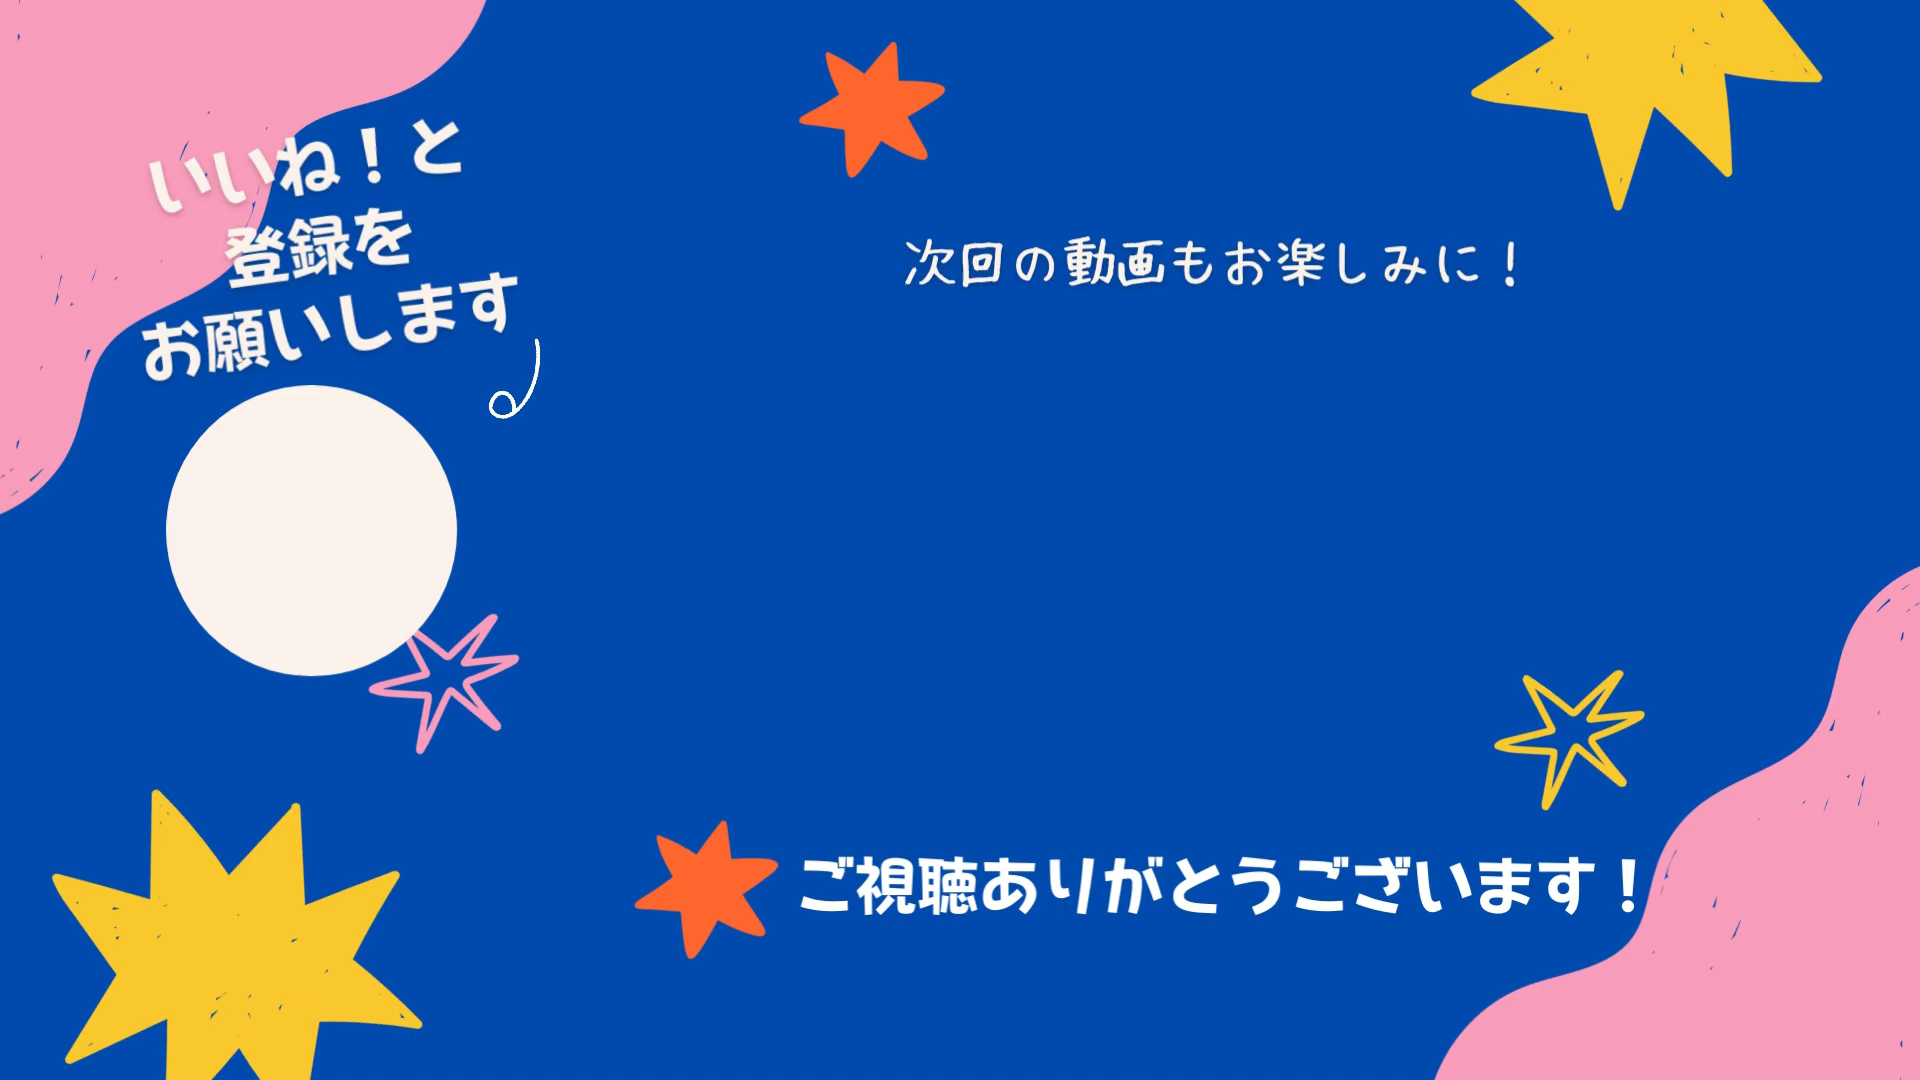 いいね！と
登録を
お願いします
次回の動画もお楽しみに！
ご視聴ありがとうございます！